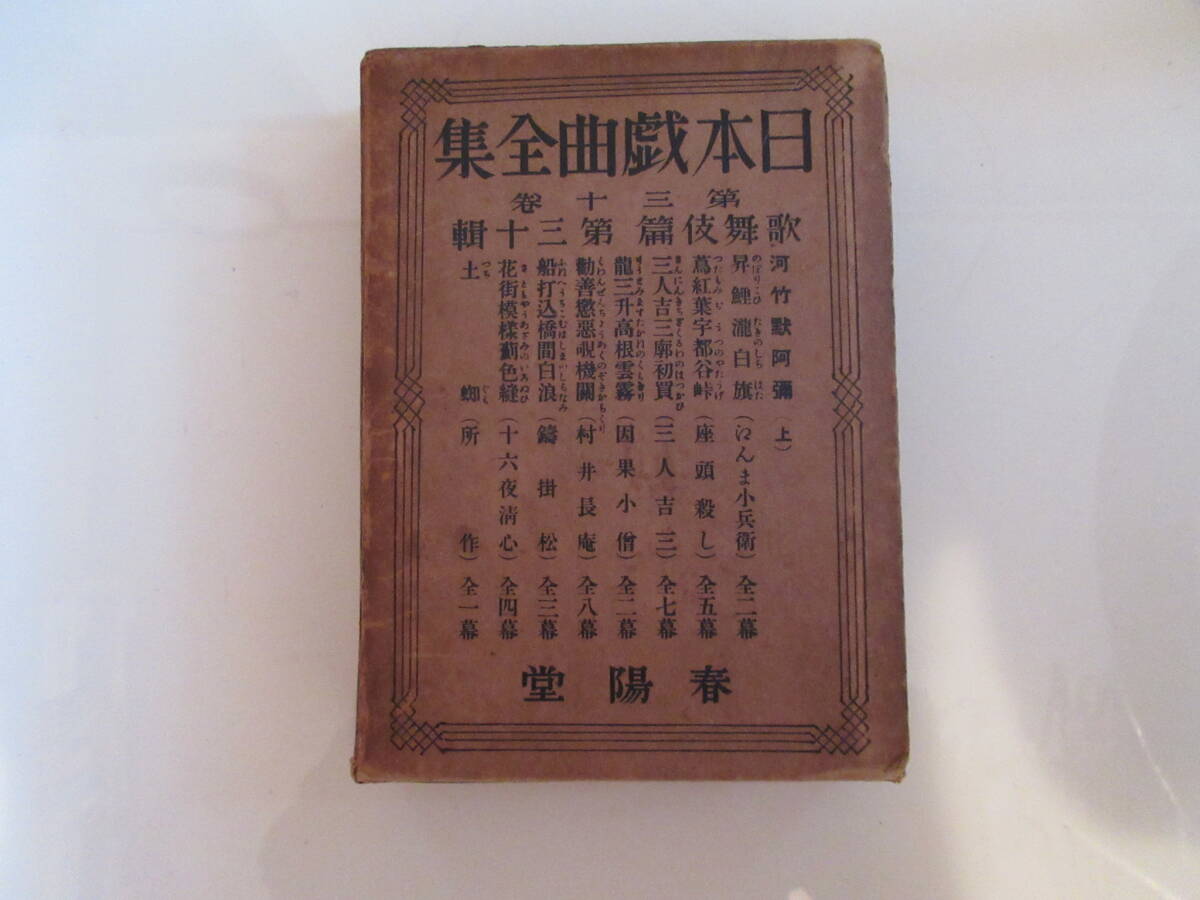 日本戯曲全集
第三十卷
歌舞伎篇第三十輯
河竹默阿彌（上）
昇鯉瀧白旗（ゑんま小兵衛）全二幕
蔦紅葉宇都谷峠（座頭殺し）全五幕
三人吉三廓初買（三人吉三）全七幕
龍三升高根雲霧（因果小僧）全二幕
勸善懲惡覗機關（村井長庵）全八幕
船打込橋間白浪（鑄掛松）全三幕
花街模樣薊色縫（十六夜淸心）全四幕
土蜘（所作）全一幕
春陽堂